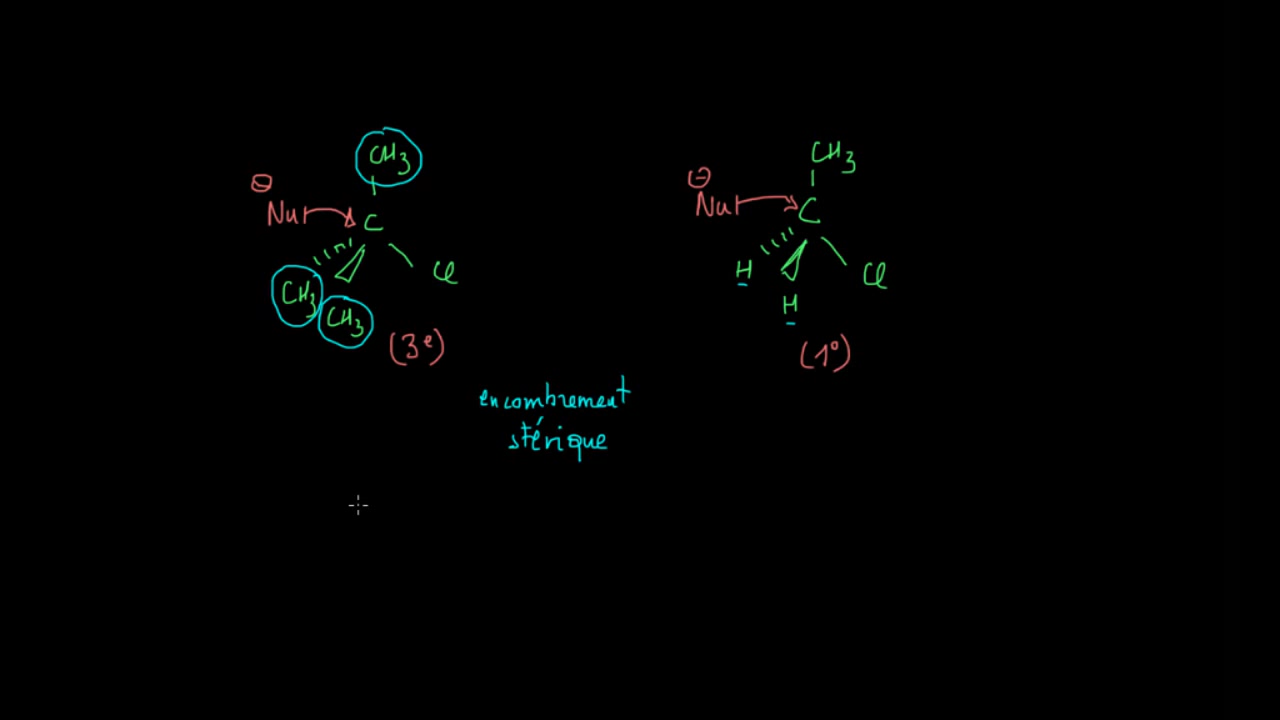 CH3
⊖
Nu C
Cl
CH3
CH3
(3e)
CH3
⊖
Nu C
H Cl
H
(1°)
encombrement
stérique